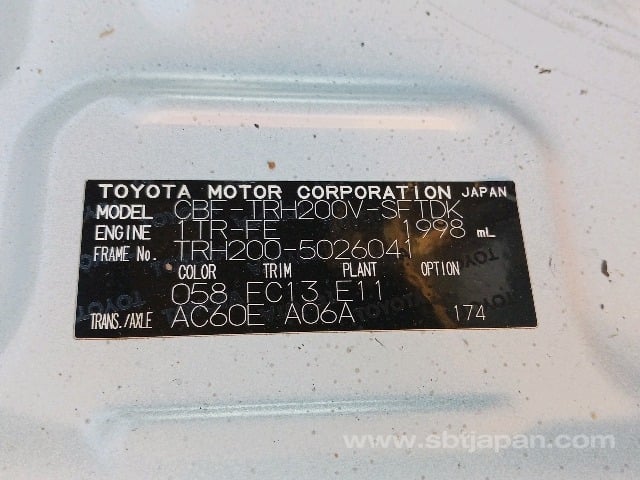 TOYOTA MOTOR CORPORATION JAPAN
MODEL CBF-TRH200V-SFTDK
ENGINE 1TR-FE 1998 mL
FRAME No. TRH200-5026041
COLOR TRIM PLANT OPTION
058 FC13 E11
TRANS./AXLE AC60E A06A 174
www.sbtjapan.com